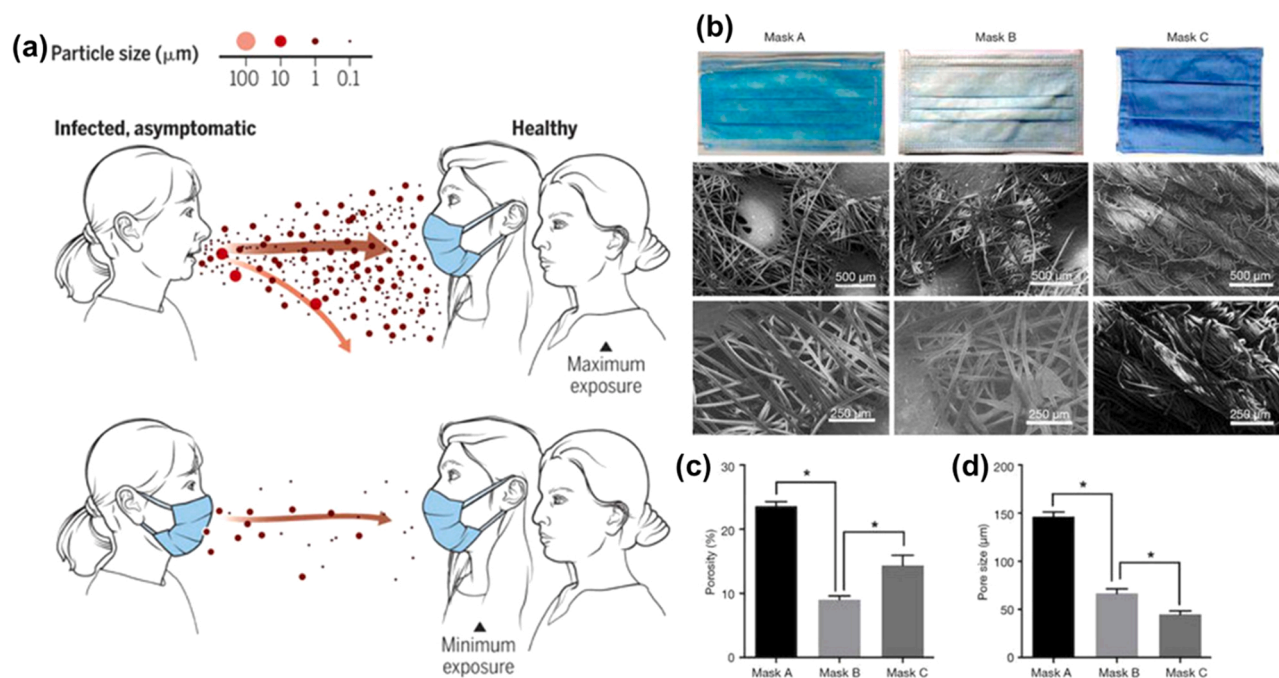 (a)
Particle size (μm)
100 10 1 0.1
Infected, asymptomatic
Healthy
Maximum
exposure
Minimum
exposure
(b)
Mask A Mask B Mask C
500 μm 500 μm 500 μm
250 μm 250 μm 250 μm
(c)
Porosity (%)
30
20
10
0
*
*
Mask A Mask B Mask C
(d)
Pore size (μm)
200
150
100
50
0
*
*
Mask A Mask B Mask C